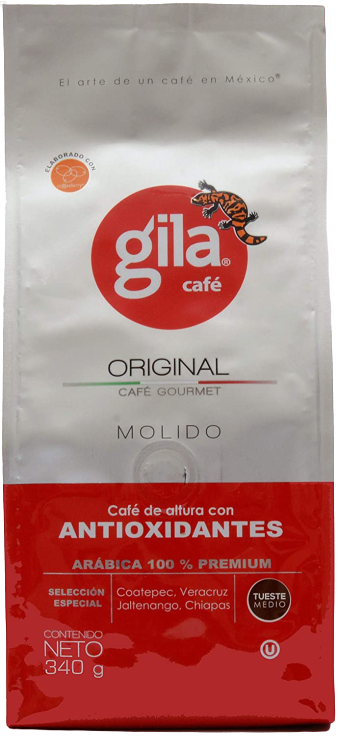 El arte de un café en México®
ELABORADO CON
gila®
café
ORIGINAL
CAFÉ GOURMET
MOLIDO
Café de altura con
ANTIOXIDANTES
ARÁBICA 100 % PREMIUM
SELECCIÓN
ESPECIAL
Coatepec, Veracruz
Jaltenango, Chiapas
TUESTE
MEDIO
CONTENIDO
NETO
340 g
U